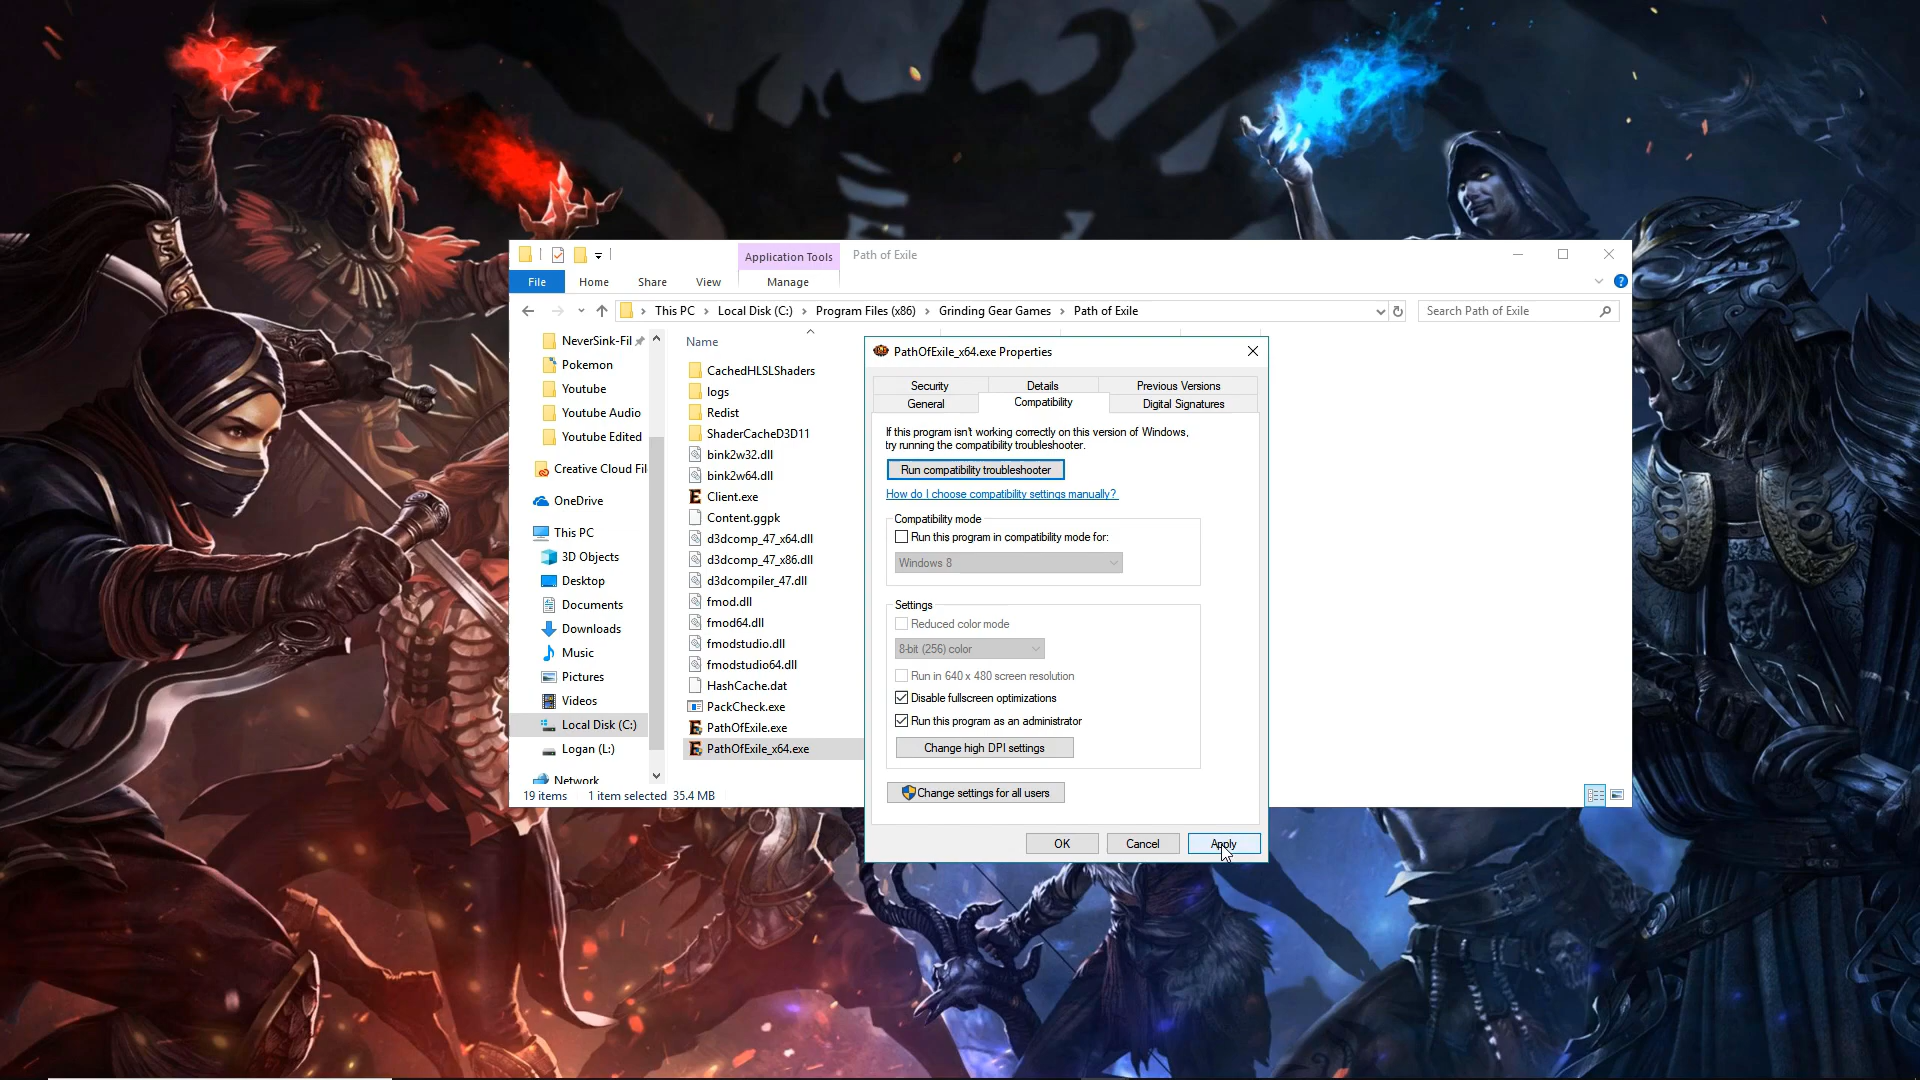 Application Tools
Path of Exile
File
Home
Share
View
Manage
This PC
Local Disk (C:)
Program Files (x86)
Grinding Gear Games
Path of Exile
Search Path of Exile
NeverSink-Fil
Pokemon
Youtube
Youtube Audio
Youtube Edited
Creative Cloud Fil
OneDrive
This PC
3D Objects
Desktop
Documents
Downloads
Music
Pictures
Videos
Local Disk (C:)
Logan (L:)
Network
Name
CachedHLSLShaders
logs
Redist
ShaderCacheD3D11
bink2w32.dll
bink2w64.dll
Client.exe
Content.ggpk
d3dcomp_47_x64.dll
d3dcomp_47_x86.dll
d3dcompiler_47.dll
fmod.dll
fmod64.dll
fmodstudio.dll
fmodstudio64.dll
HashCache.dat
PackCheck.exe
PathOfExile.exe
PathOfExile_x64.exe
19 items
1 item selected 35.4 MB
PathOfExile_x64.exe Properties
Security
Details
Previous Versions
General
Compatibility
Digital Signatures
If this program isn't working correctly on this version of Windows,
try running the compatibility troubleshooter.
Run compatibility troubleshooter
How do I choose compatibility settings manually?
Compatibility mode
Run this program in compatibility mode for:
Windows 8
Settings
Reduced color mode
8-bit (256) color
Run in 640 x 480 screen resolution
Disable fullscreen optimizations
Run this program as an administrator
Change high DPI settings
Change settings for all users
OK
Cancel
Apply